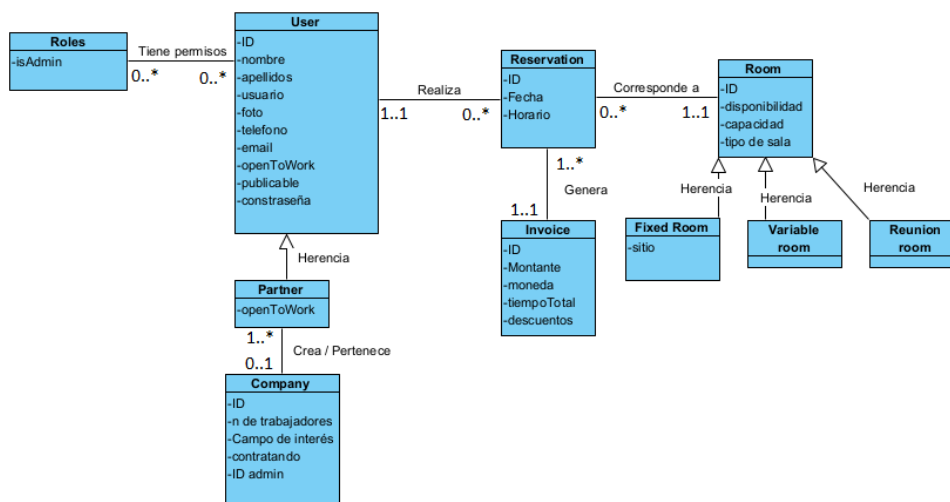 Roles
-isAdmin
Tiene permisos
0..*
0..*
User
-ID
-nombre
-apellidos
-usuario
-foto
-telefono
-email
-openToWork
-publicable
-constraseña
Realiza
1..1
0..*
Reservation
-ID
-Fecha
-Horario
Corresponde a
0..*
1..1
Room
-ID
-disponibilidad
-capacidad
-tipo de sala
1..*
Genera
1..1
Herencia
Herencia
Herencia
Invoice
-ID
-Montante
-moneda
-tiempoTotal
-descuentos
Fixed Room
-sitio
Variable
room
Reunion
room
Herencia
Partner
-openToWork
1..*
Crea / Pertenece
0..1
Company
-ID
-n de trabajadores
-Campo de interés
-contratando
-ID admin